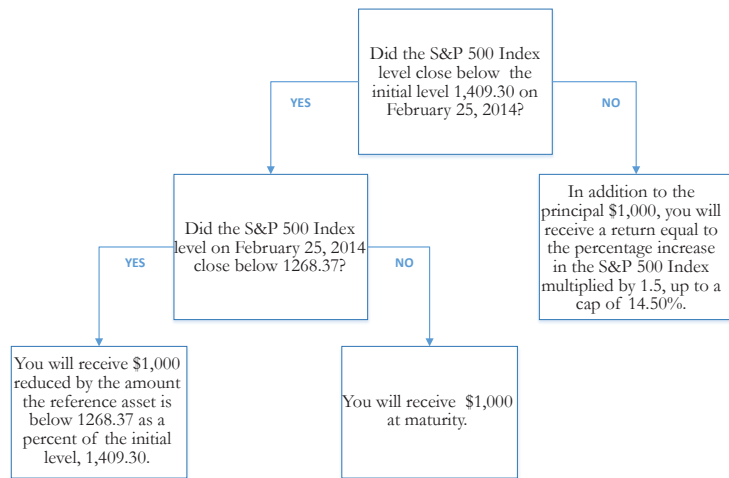 Did the S&P 500 Index
level close below the
initial level 1,409.30 on
February 25, 2014?
YES
NO
Did the S&P 500 Index
level on February 25, 2014
close below 1268.37?
In addition to the
principal $1,000, you will
receive a return equal to
the percentage increase
in the S&P 500 Index
multiplied by 1.5, up to a
cap of 14.50%.
YES
NO
You will receive $1,000
reduced by the amount
the reference asset is
below 1268.37 as a
percent of the initial
level, 1,409.30.
You will receive $1,000
at maturity.